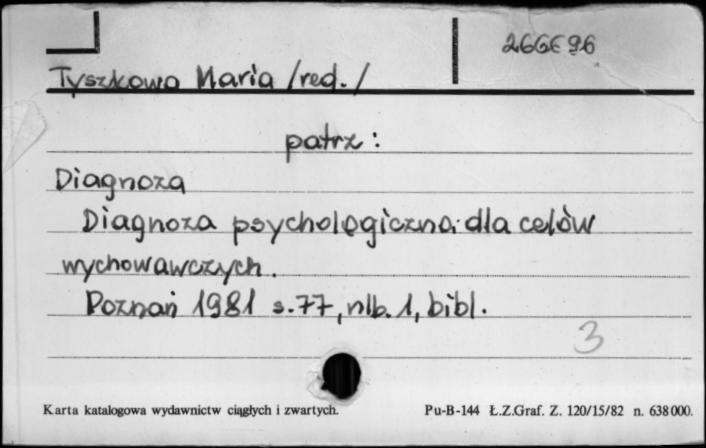 266696
Tyszkowa Maria /red./
patrz:
Diagnoza
Diagnoza psychologiczna dla celów
wychowawczych.
Poznań 1981 s.77, nlb.1, bibl.
3
Karta katalogowa wydawnictw ciągłych i zwartych. Pu-B-144 Ł.Z.Graf. Z. 120/15/82 n. 638000.